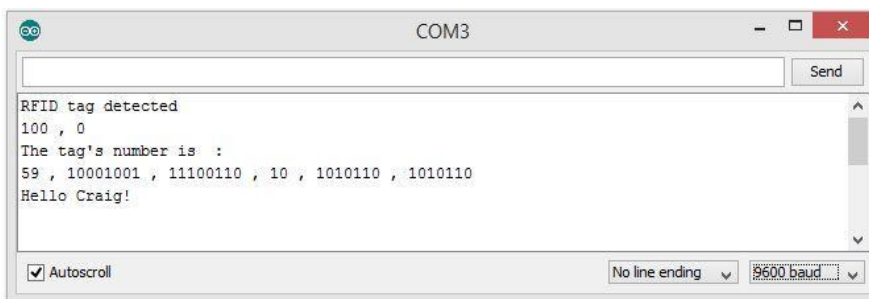 COM3
Send
RFID tag detected
100 , 0
The tag's number is  :
59 , 10001001 , 11100110 , 10 , 1010110 , 1010110
Hello Craig!
Autoscroll
No line ending
9600 baud